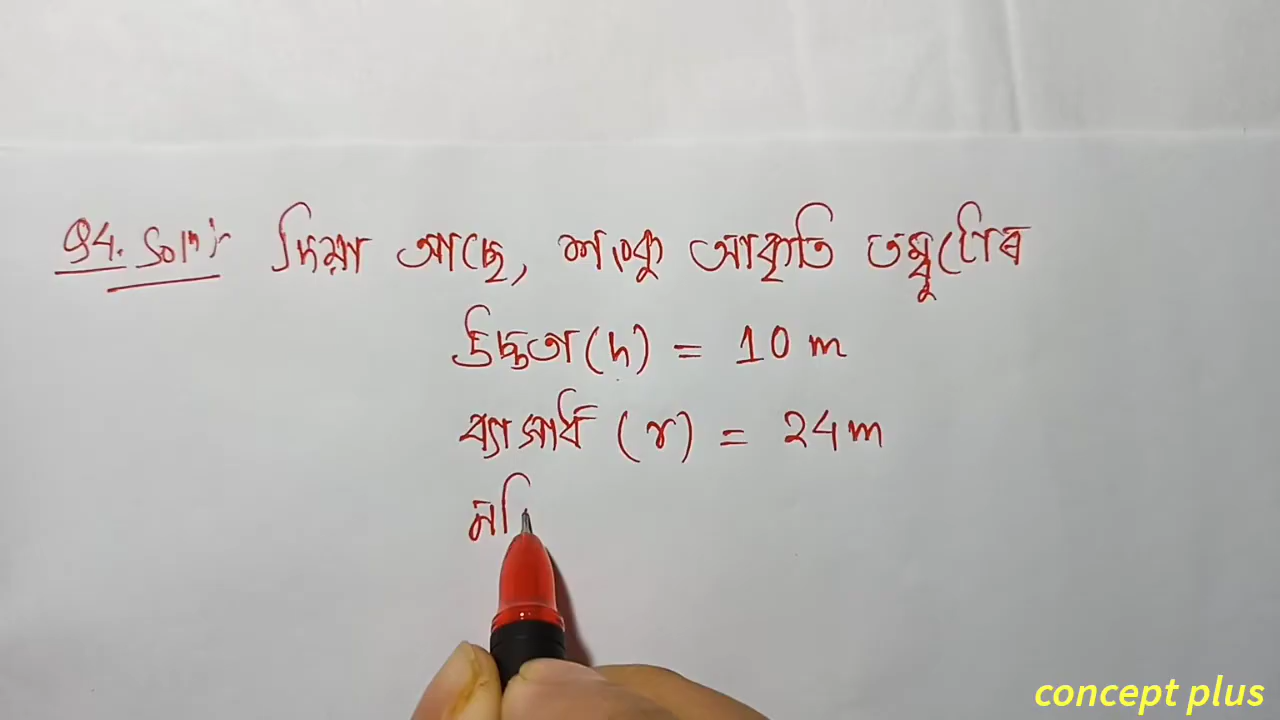 Q4. Soln:- দিয়া আছে, শংকু আকৃতি তম্বুটোৰ
উচ্চতা (h) = 10 m
ব্যাসাৰ্ধ (r) = 24 m
concept plus